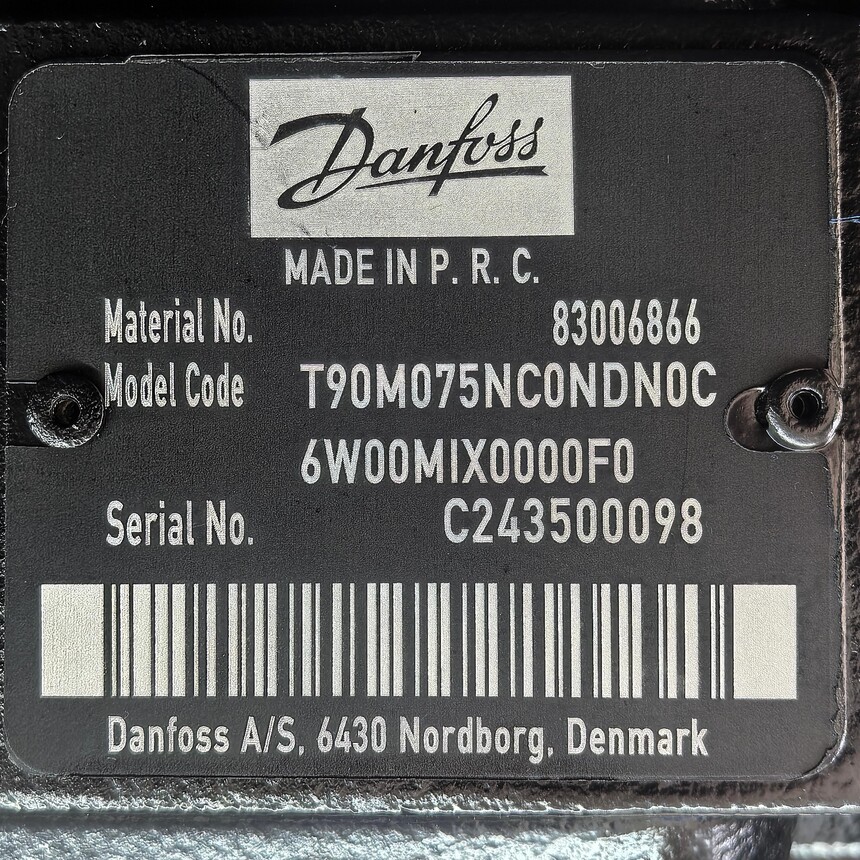 Danfoss
MADE IN P. R. C.
Material No. 83006866
Model Code T90M075NC0NDN0C
6W00MIX0000F0
Serial No. C243500098
Danfoss A/S, 6430 Nordborg, Denmark